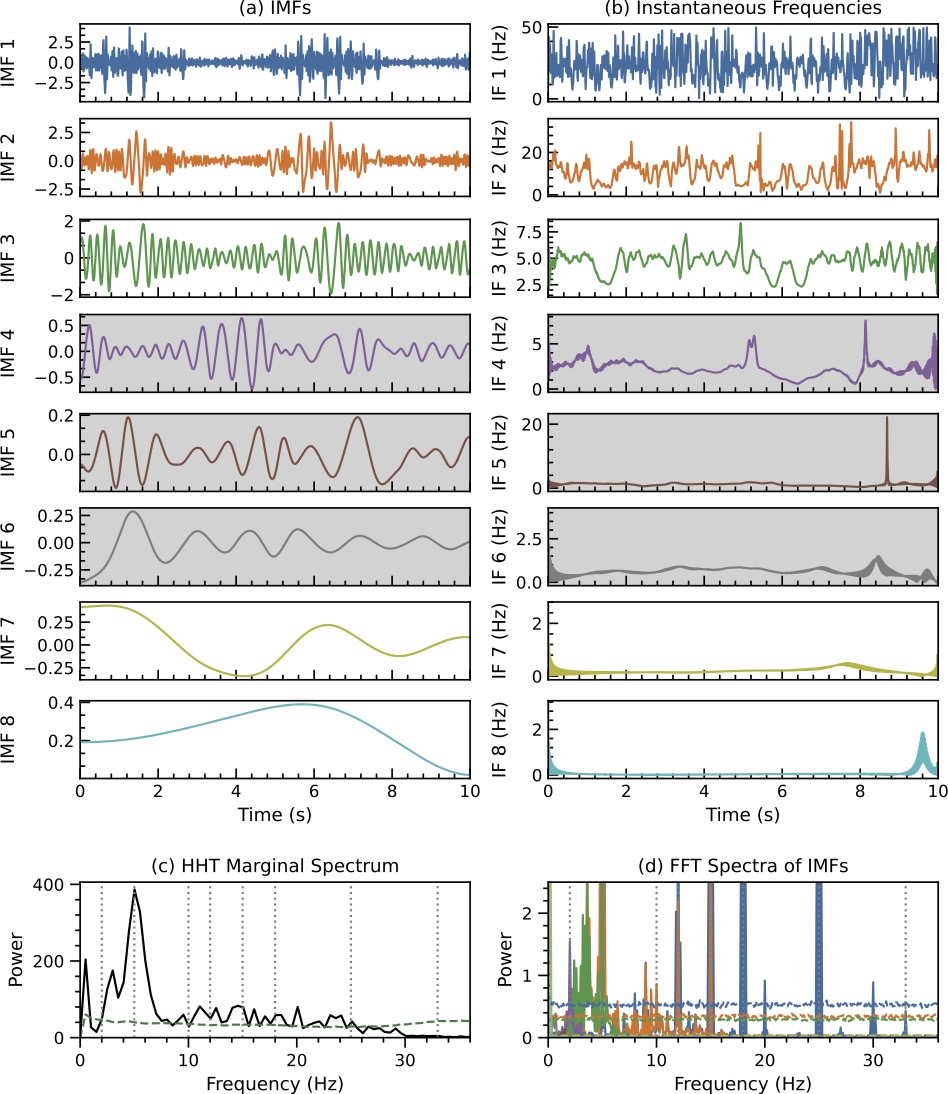 (a) IMFs
(b) Instantaneous Frequencies
IMF 1
2.5
0.0
−2.5
IF 1 (Hz)
50
0
IMF 2
2.5
0.0
−2.5
IF 2 (Hz)
20
0
IMF 3
2
0
−2
IF 3 (Hz)
7.5
5.0
2.5
IMF 4
0.5
0.0
−0.5
IF 4 (Hz)
5
0
IMF 5
0.2
0.0
IF 5 (Hz)
20
0
IMF 6
0.25
0.00
−0.25
IF 6 (Hz)
2.5
0.0
IMF 7
0.25
0.00
−0.25
IF 7 (Hz)
2
0
IMF 8
0.4
0.2
IF 8 (Hz)
2
0
0 2 4 6 8 10
0 2 4 6 8 10
Time (s)
Time (s)
(c) HHT Marginal Spectrum
(d) FFT Spectra of IMFs
Power
400
200
0
Power
2
1
0
0 10 20 30
0 10 20 30
Frequency (Hz)
Frequency (Hz)